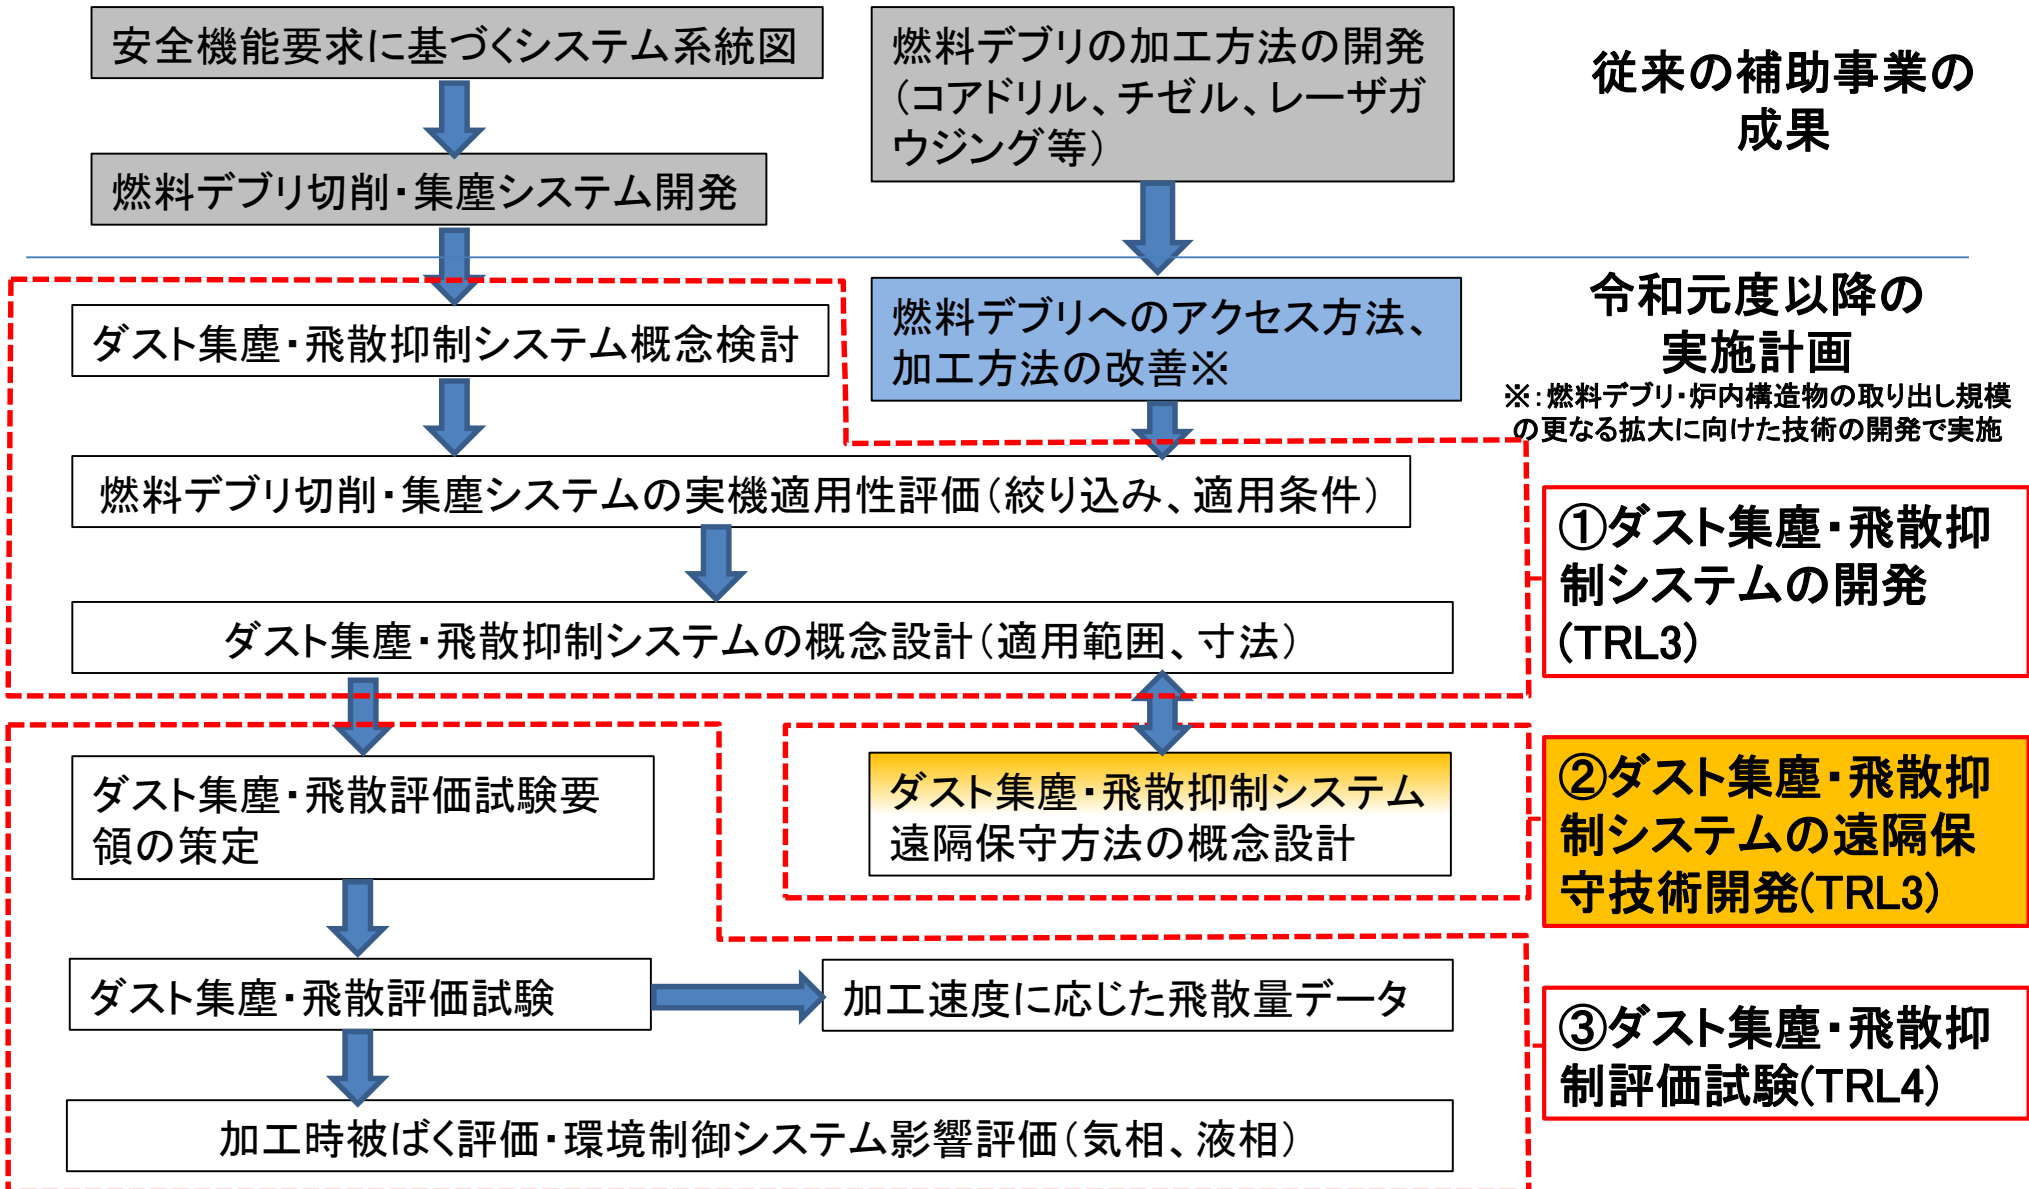 安全機能要求に基づくシステム系統図
燃料デブリ切削・集塵システム開発
燃料デブリの加工方法の開発
（コアドリル、チゼル、レーザガ
ウジング等）
従来の補助事業の
成果
ダスト集塵・飛散抑制システム概念検討
燃料デブリへのアクセス方法、
加工方法の改善※
令和元度以降の
実施計画
※：燃料デブリ・炉内構造物の取り出し規模
の更なる拡大に向けた技術の開発で実施
燃料デブリ切削・集塵システムの実機適用性評価（絞り込み、適用条件）
ダスト集塵・飛散抑制システムの概念設計（適用範囲、寸法）
①ダスト集塵・飛散抑
制システムの開発
(TRL3)
ダスト集塵・飛散評価試験要
領の策定
ダスト集塵・飛散抑制システム
遠隔保守方法の概念設計
②ダスト集塵・飛散抑
制システムの遠隔保
守技術開発(TRL3)
ダスト集塵・飛散評価試験
加工速度に応じた飛散量データ
加工時被ばく評価・環境制御システム影響評価（気相、液相）
③ダスト集塵・飛散抑
制評価試験(TRL4)